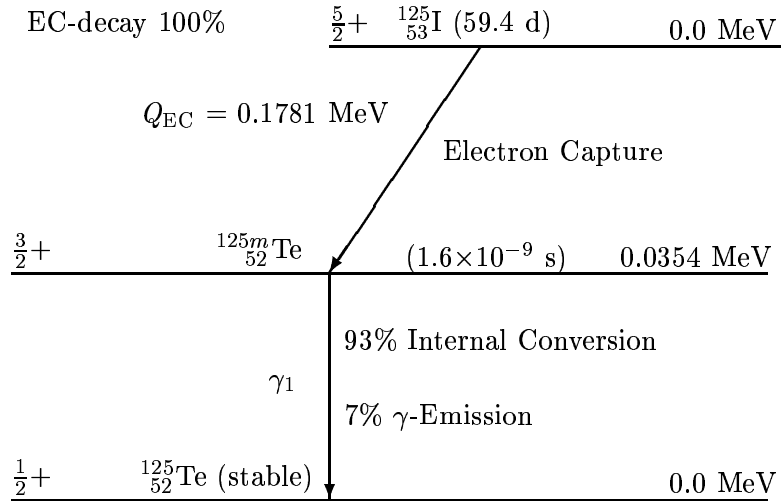 EC-decay 100% 5/2+ ¹²⁵₅₃I (59.4 d) 0.0 MeV
Q_EC = 0.1781 MeV
Electron Capture
3/2+ ¹²⁵ᵐ₅₂Te (1.6×10⁻⁹ s) 0.0354 MeV
93% Internal Conversion
γ₁
7% γ-Emission
1/2+ ¹²⁵₅₂Te (stable) 0.0 MeV